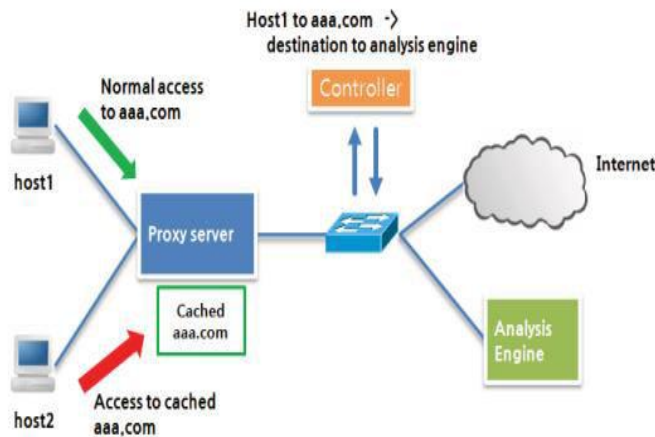 Host1 to aaa,com ->
destination to analysis engine
Controller
Normal access
to aaa,com
host1
Internet
Proxy server
Cached
aaa,com
Analysis
Engine
host2
Access to cached
aaa,com